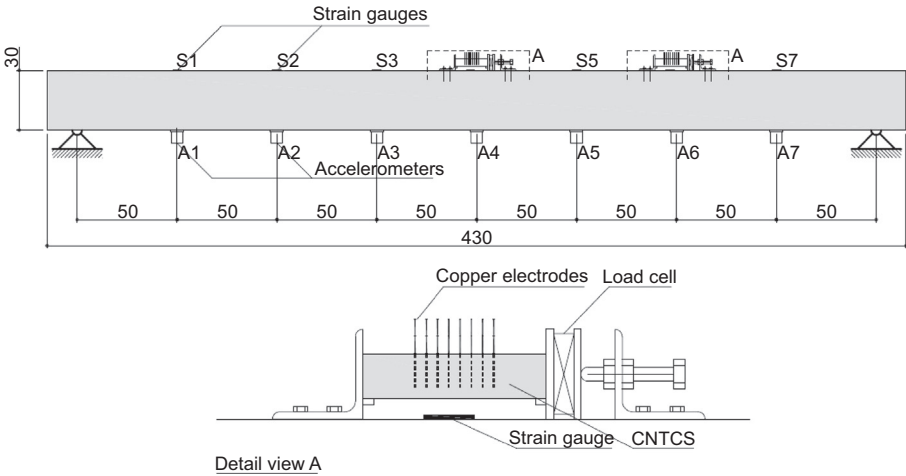 Strain gauges
30
S1 S2 S3 A S5 A S7
A1 A2 A3 A4 A5 A6 A7
Accelerometers
50 50 50 50 50 50 50 50
430
Copper electrodes Load cell
Strain gauge CNTCS
Detail view A